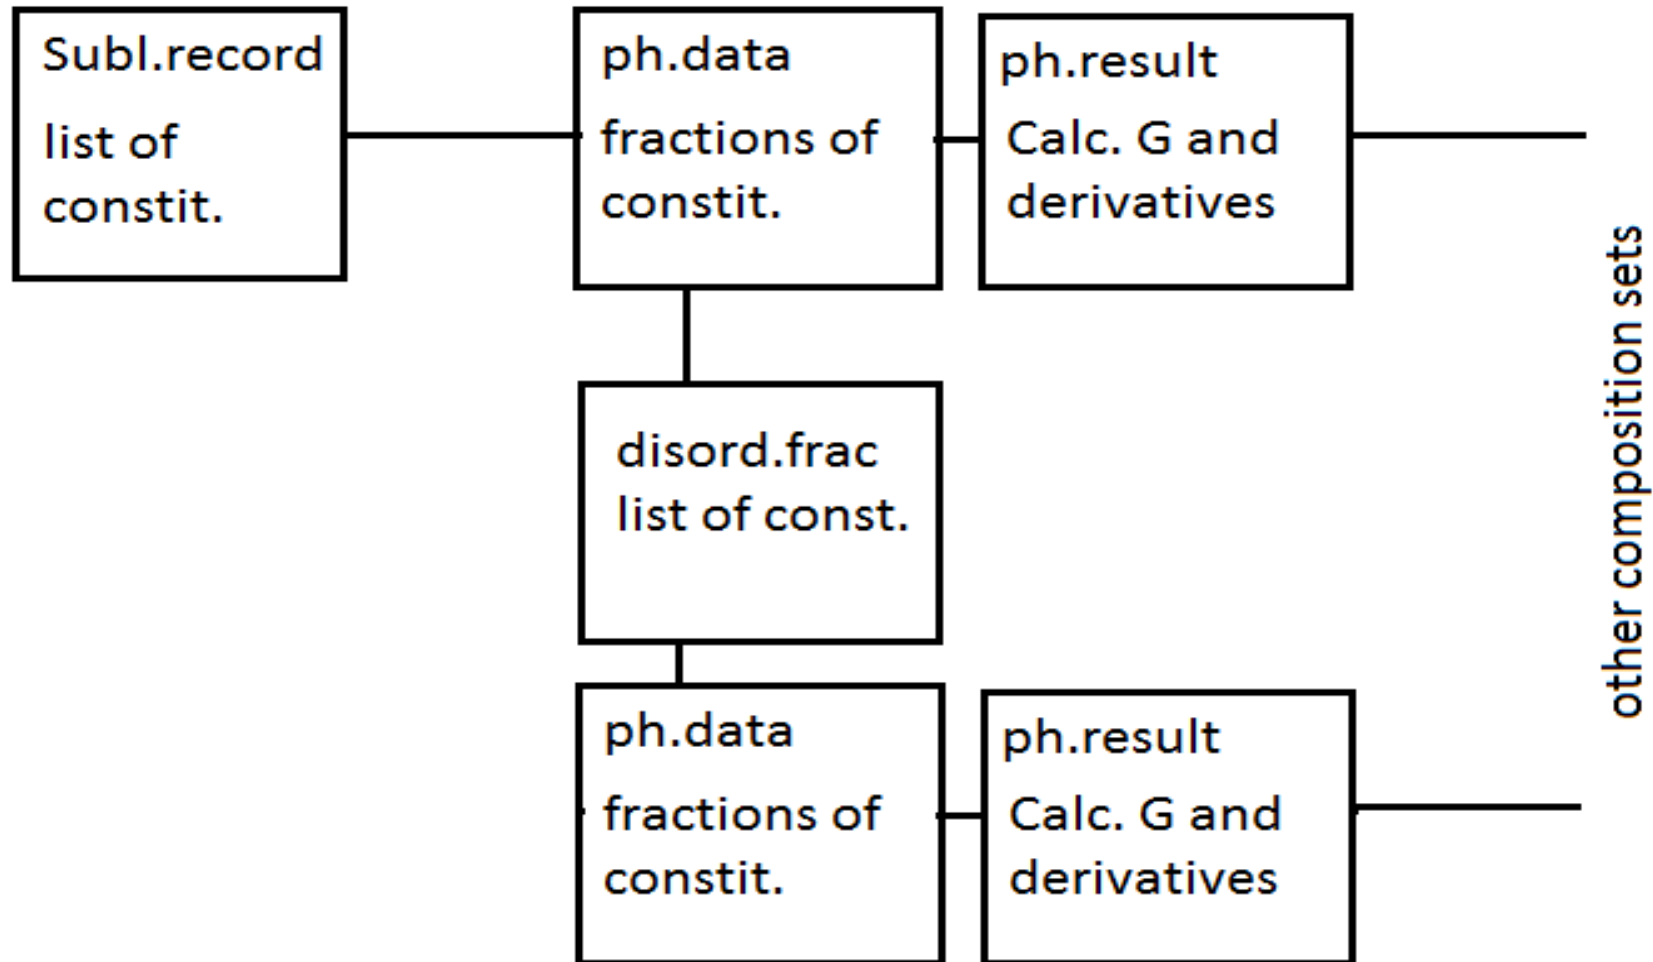 Subl.record
list of
constit.
ph.data
fractions of
constit.
ph.result
Calc. G and
derivatives
other composition sets
disord.frac
list of const.
ph.data
fractions of
constit.
ph.result
Calc. G and
derivatives